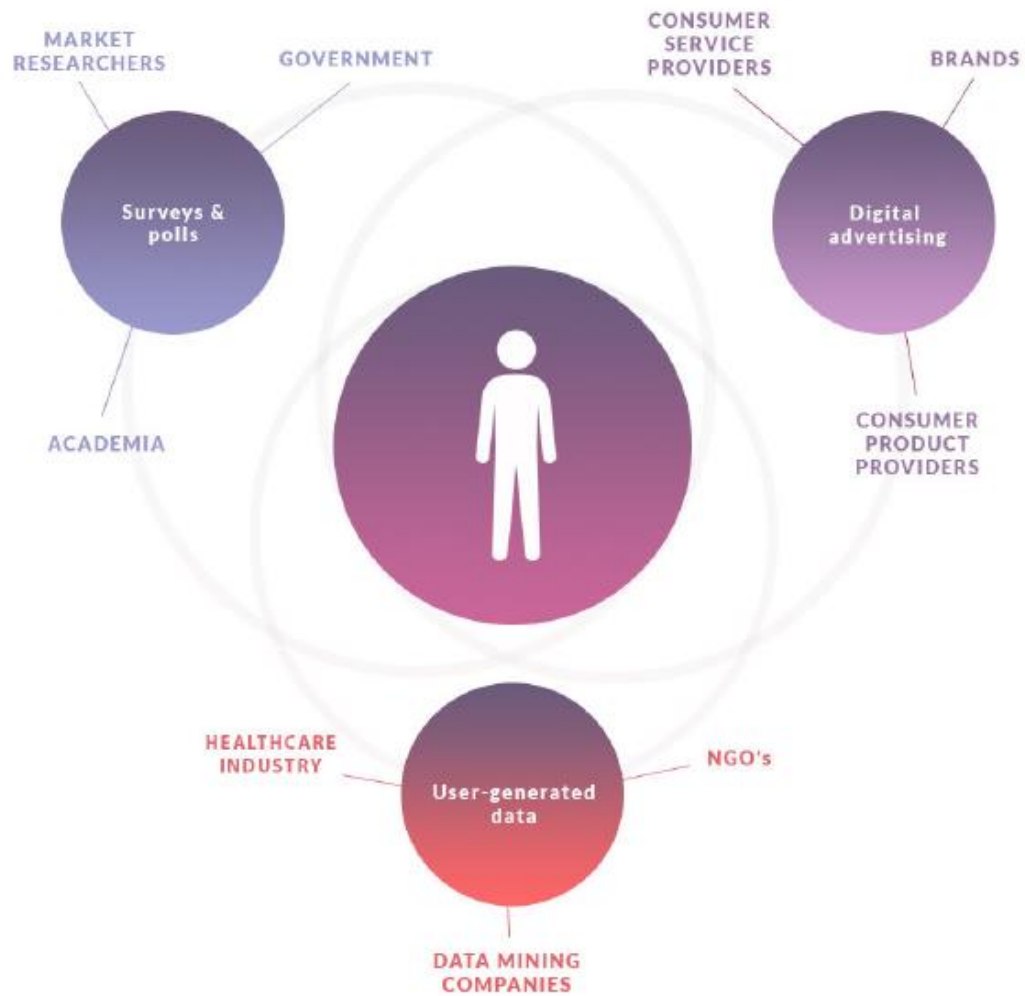 MARKET
RESEARCHERS
GOVERNMENT
Surveys &
polls
ACADEMIA
CONSUMER
SERVICE
PROVIDERS
BRANDS
Digital
advertising
CONSUMER
PRODUCT
PROVIDERS
HEALTHCARE
INDUSTRY
NGO's
User-generated
data
DATA MINING
COMPANIES